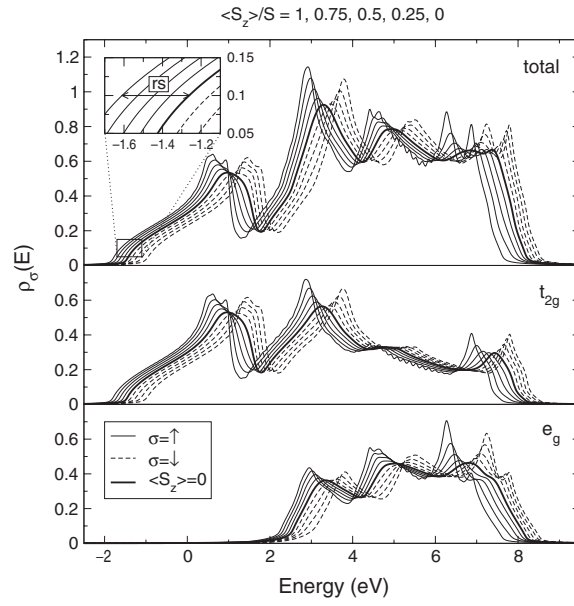 <S_z>/S = 1, 0.75, 0.5, 0.25, 0
total
rs
0.15
0.1
0.05
−1.6 −1.4 −1.2
1.2
1
0.8
0.6
0.4
0.2
0
t_2g
0.6
0.4
0.2
0
e_g
σ=↑
σ=↓
<S_z>=0
0.6
0.4
0.2
0
−2 0 2 4 6 8
Energy (eV)
ρ_σ(E)